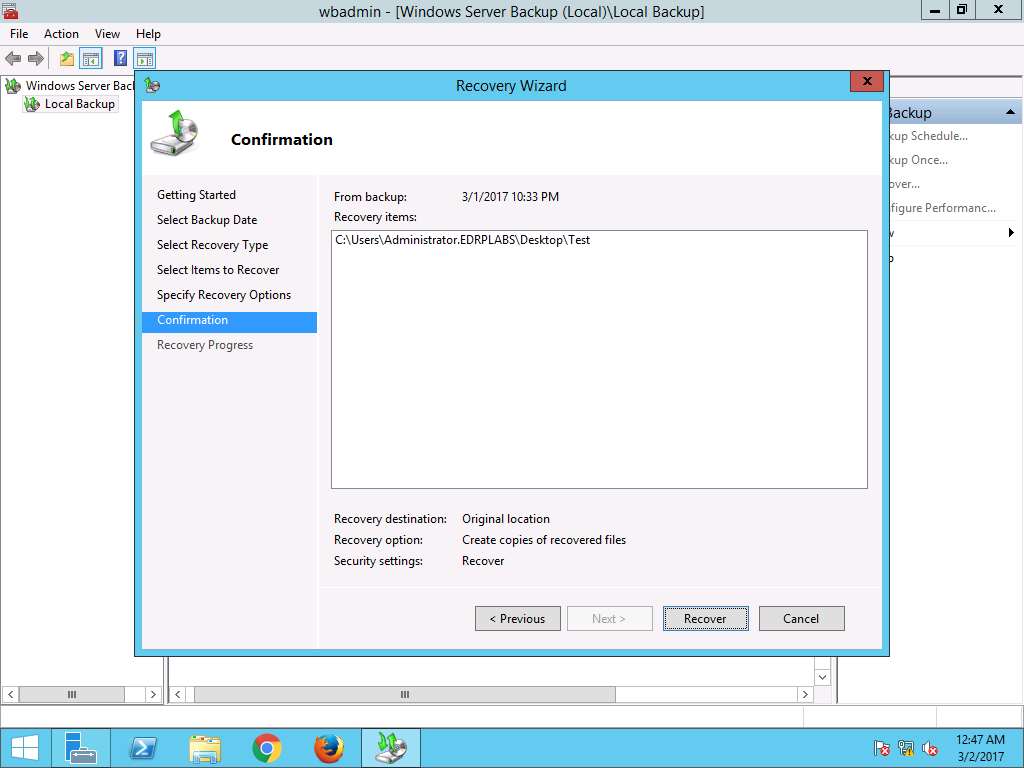 wbadmin - [Windows Server Backup (Local)\Local Backup]
File Action View Help
Windows Server Bac
Local Backup
Recovery Wizard
Confirmation
Getting Started
Select Backup Date
Select Recovery Type
Select Items to Recover
Specify Recovery Options
Confirmation
Recovery Progress
From backup: 3/1/2017 10:33 PM
Recovery items:
C:\Users\Administrator.EDRPLABS\Desktop\Test
Recovery destination: Original location
Recovery option: Create copies of recovered files
Security settings: Recover
< Previous Next > Recover Cancel
Backup
kup Schedule...
kup Once...
over...
figure Performanc...
12:47 AM
3/2/2017